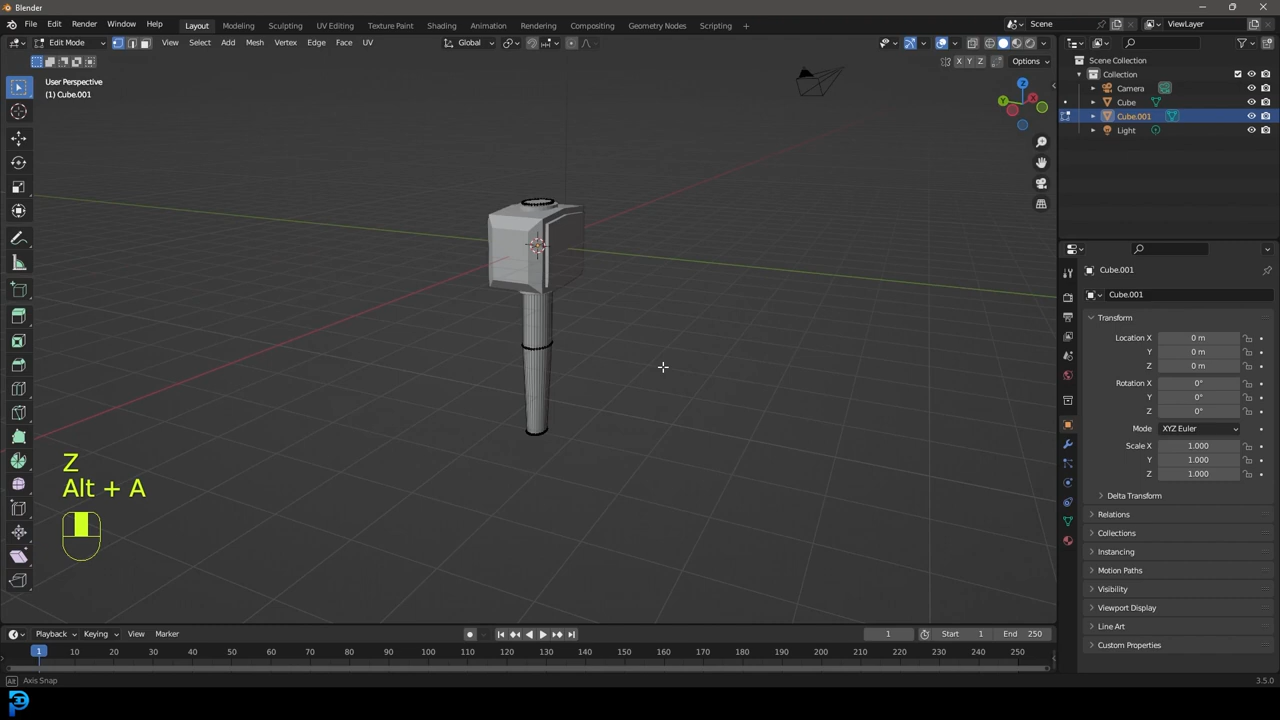 Blender
File Edit Render Window Help
Layout Modeling Sculpting UV Editing Texture Paint Shading Animation Rendering Compositing Geometry Nodes Scripting +
Scene
ViewLayer
Edit Mode View Select Add Mesh Vertex Edge Face UV
Global
X Y Z
Options
User Perspective
(1) Cube.001
Z
Y
X
Scene Collection
Collection
Camera
Cube
Cube.001
Light
Cube.001
Cube.001
Transform
Location X 0 m
Y 0 m
Z 0 m
Rotation X 0°
Y 0°
Z 0°
Mode XYZ Euler
Scale X 1.000
Y 1.000
Z 1.000
Delta Transform
Relations
Collections
Instancing
Motion Paths
Visibility
Viewport Display
Line Art
Custom Properties
Z
Alt + A
Playback Keying View Marker
1
Start 1 End 250
1 10 20 30 40 50 60 70 80 90 100 110 120 130 140 150 160 170 180 190 200 210 220 230 240 250
Alt Axis Snap
3.5.0